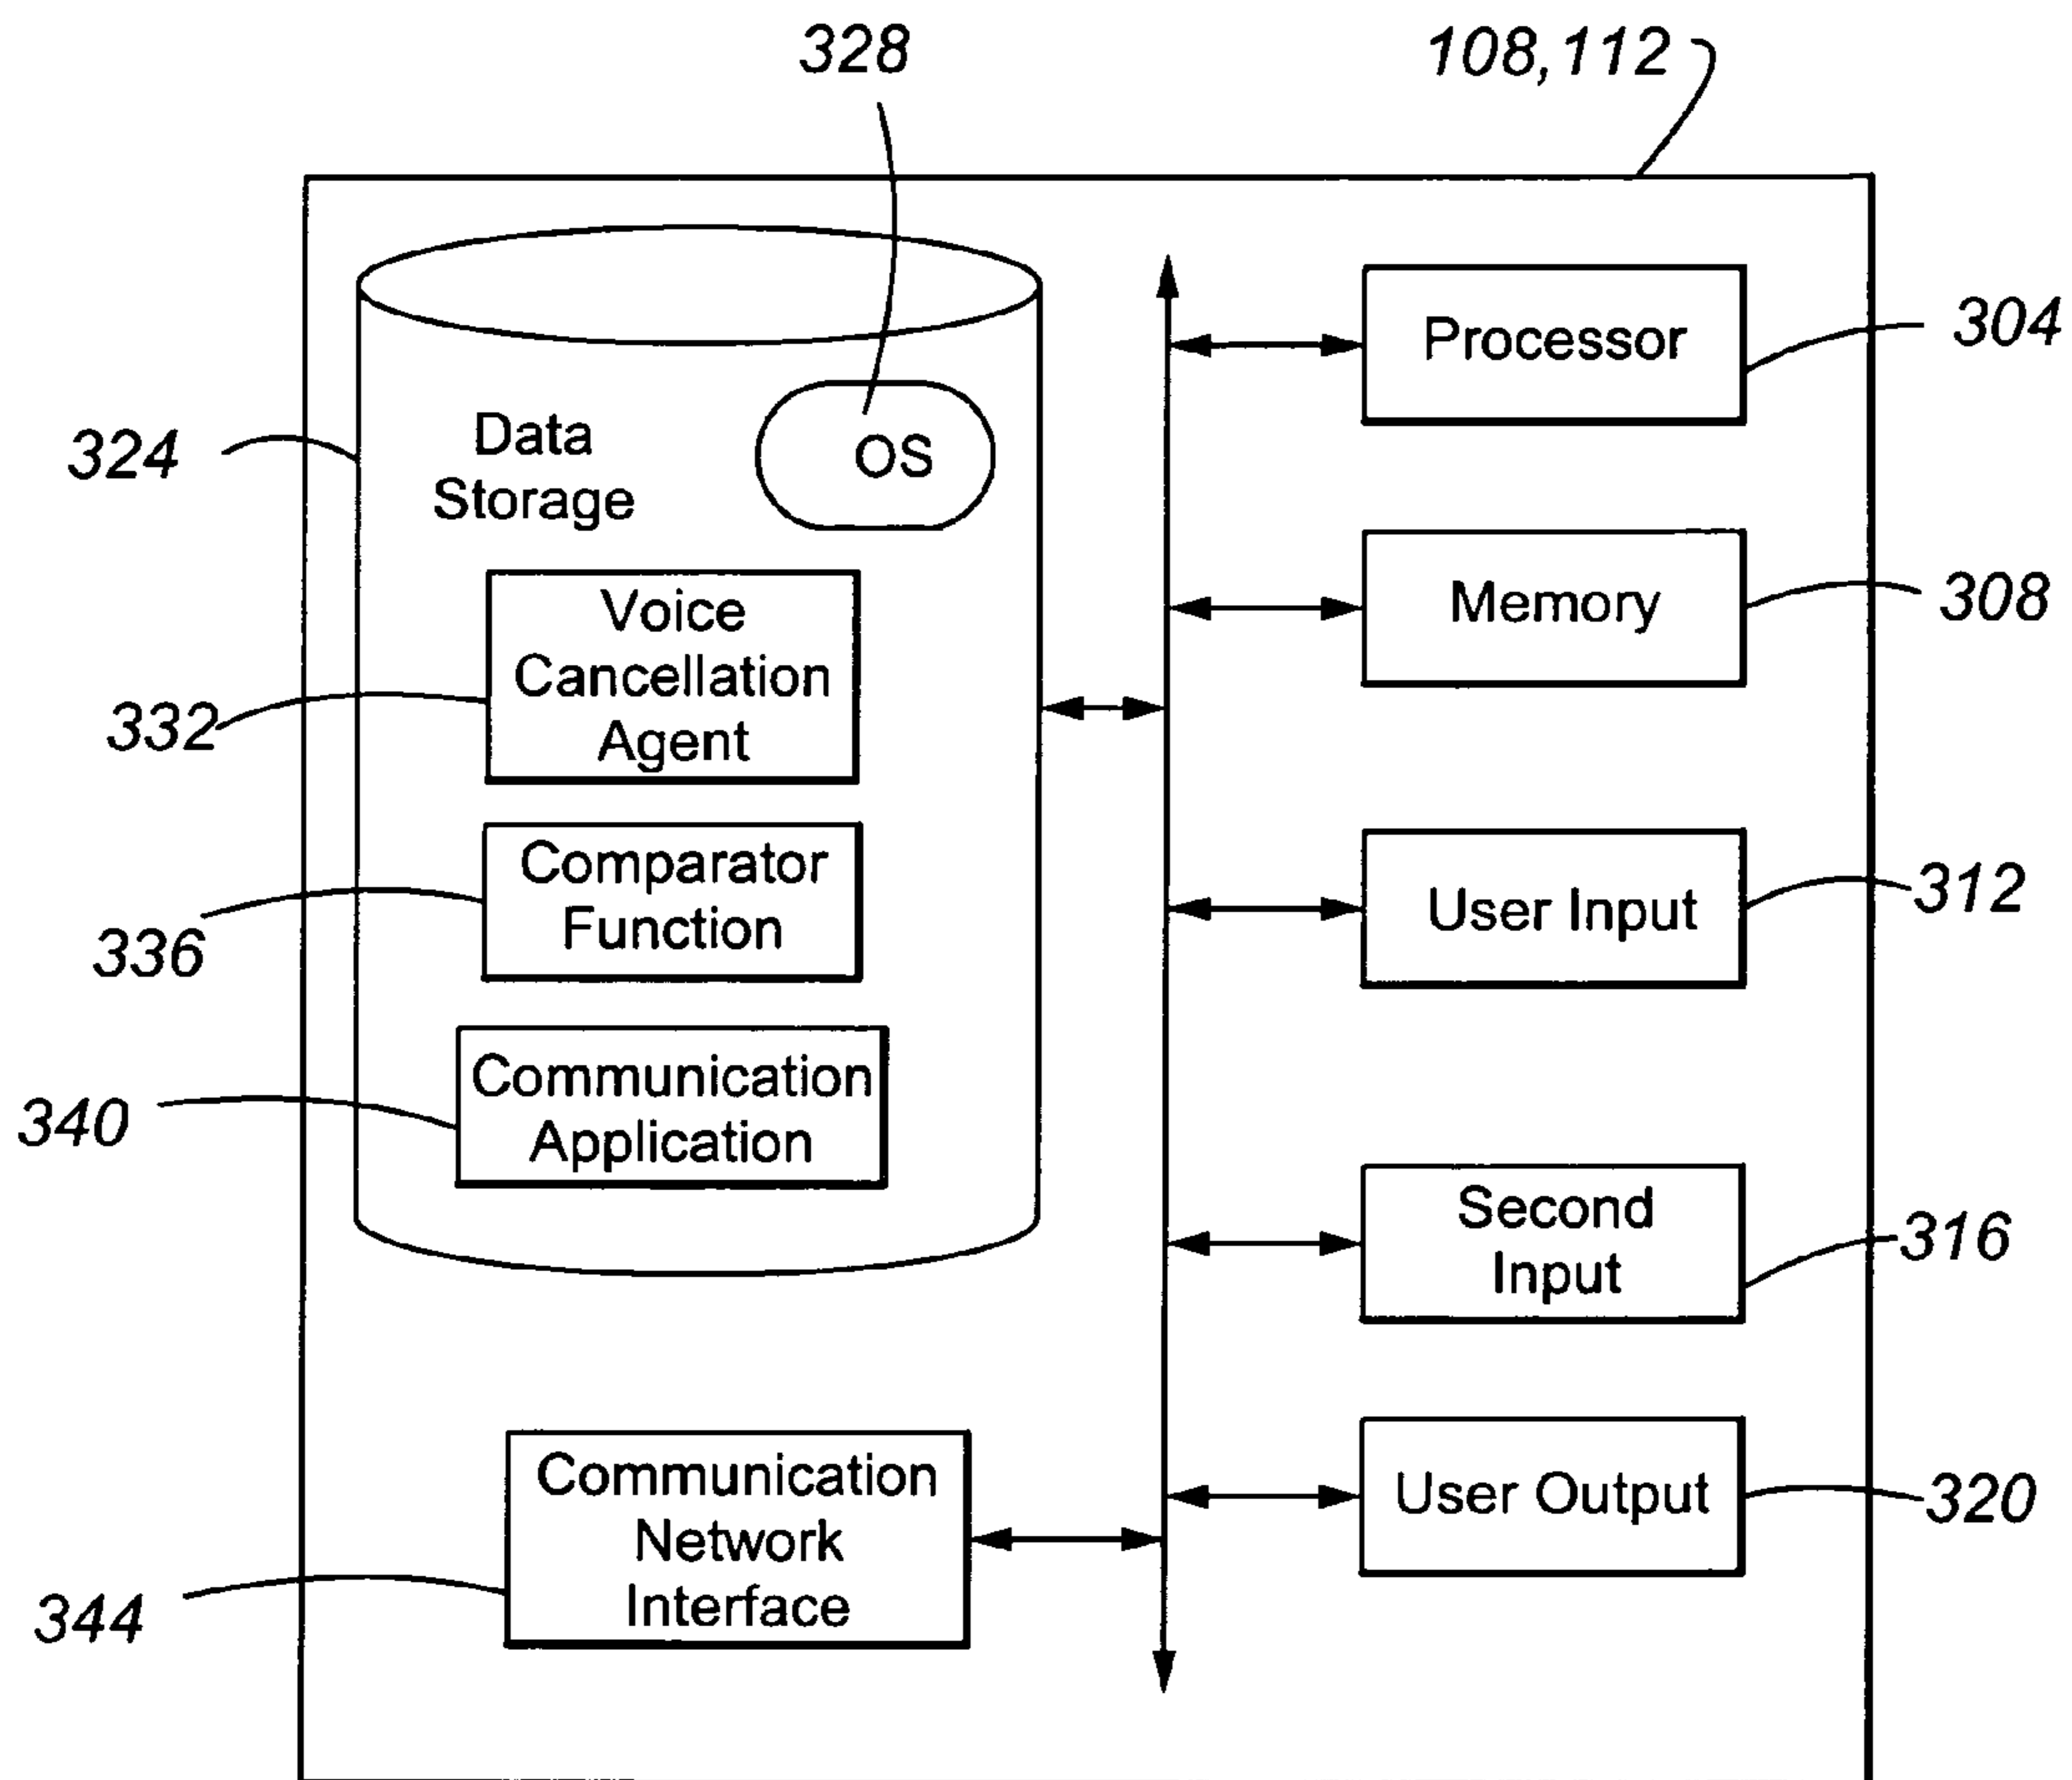 328
108,112
Processor
304
Data
Storage
OS
324
Memory
308
Voice
Cancellation
Agent
332
Comparator
Function
336
User Input
312
Communication
Application
340
Second
Input
316
Communication
Network
Interface
344
User Output
320